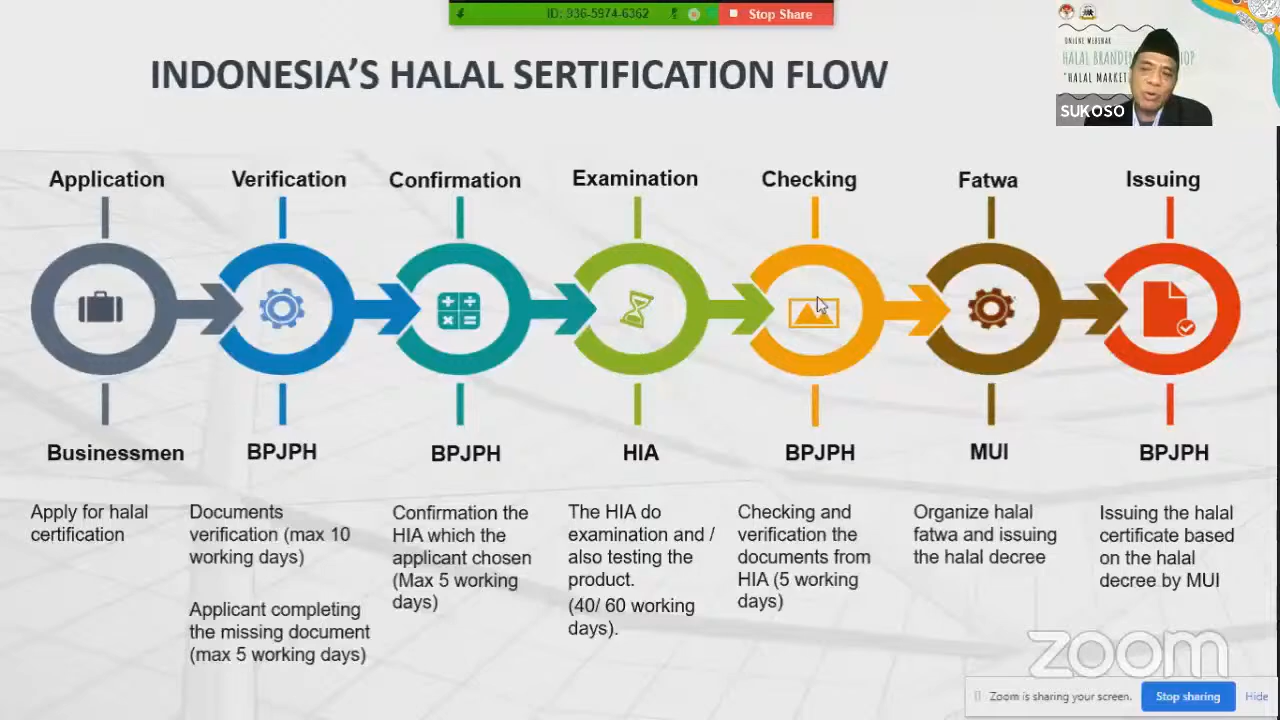 ID: 936-5974-6362
Stop Share
INDONESIA'S HALAL SERTIFICATION FLOW
ONLINE WEBINAR
"HALAL MARKET
SUKOSO
Application
Verification
Confirmation
Examination
Checking
Fatwa
Issuing
Businessmen
BPJPH
BPJPH
HIA
BPJPH
MUI
BPJPH
Apply for halal
certification
Documents
verification (max 10
working days)
Applicant completing
the missing document
(max 5 working days)
Confirmation the
HIA which the
applicant chosen
(Max 5 working
days)
The HIA do
examination and /
also testing the
product.
(40/ 60 working
days).
Checking and
verification the
documents from
HIA (5 working
days)
Organize halal
fatwa and issuing
the halal decree
Issuing the halal
certificate based
on the halal
decree by MUI
zoom
Zoom is sharing your screen.
Stop sharing
Hide